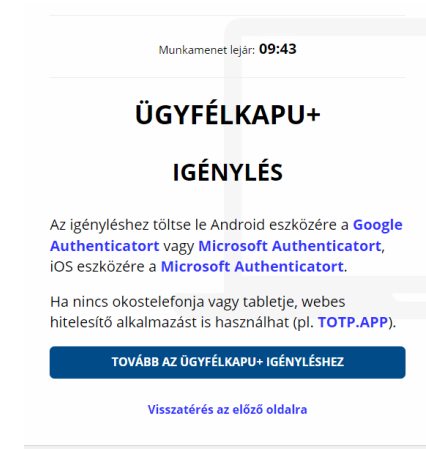 Munkamenet lejár: 09:43
ÜGYFÉLKAPU+
IGÉNYLÉS
Az igényléshez töltse le Android eszközére a Google
Authenticatort vagy Microsoft Authenticatort,
iOS eszközére a Microsoft Authenticatort.
Ha nincs okostelefonja vagy tabletje, webes
hitelesítő alkalmazást is használhat (pl. TOTP.APP).
TOVÁBB AZ ÜGYFÉLKAPU+ IGÉNYLÉSHEZ
Visszatérés az előző oldalra